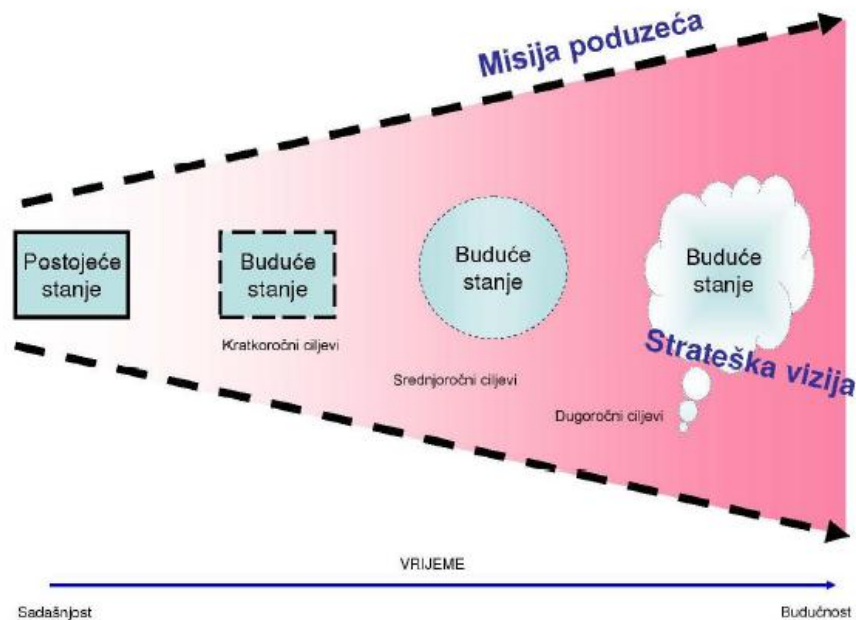 Misija poduzeća
Postojeće
stanje
Buduće
stanje
Buduće
stanje
Buduće
stanje
Kratkoročni ciljevi
Srednjoročni ciljevi
Strateška vizija
Dugoročni ciljevi
VRIJEME
Sadašnjost
Budućnost